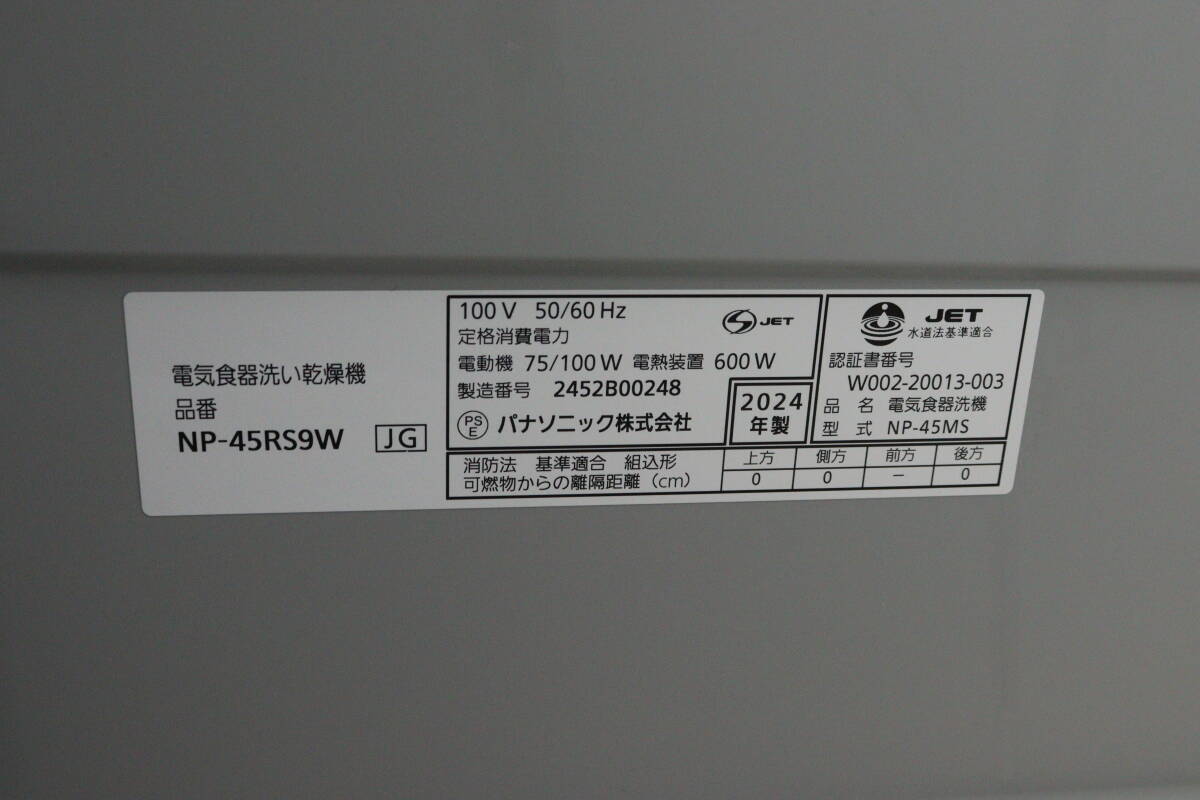 電気食器洗い乾燥機
品番
NP-45RS9W JG
100 V 50/60 Hz
定格消費電力
電動機 75/100 W 電熱装置 600 W
製造番号 2452B00248
PS E パナソニック株式会社
S JET
2024
年製
JET
水道法基準適合
認証書番号
W002-20013-003
品 名 電気食器洗機
型 式 NP-45MS
消防法 基準適合 組込形
可燃物からの離隔距離（cm）
上方 側方 前方 後方
0 0 － 0